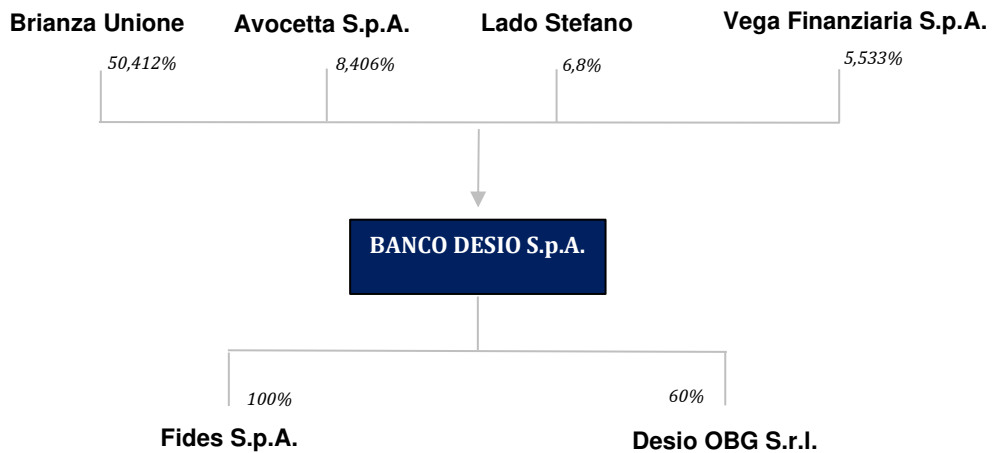 Brianza Unione
Avocetta S.p.A.
Lado Stefano
Vega Finanziaria S.p.A.
50,412%
8,406%
6,8%
5,533%
BANCO DESIO S.p.A.
100%
60%
Fides S.p.A.
Desio OBG S.r.l.